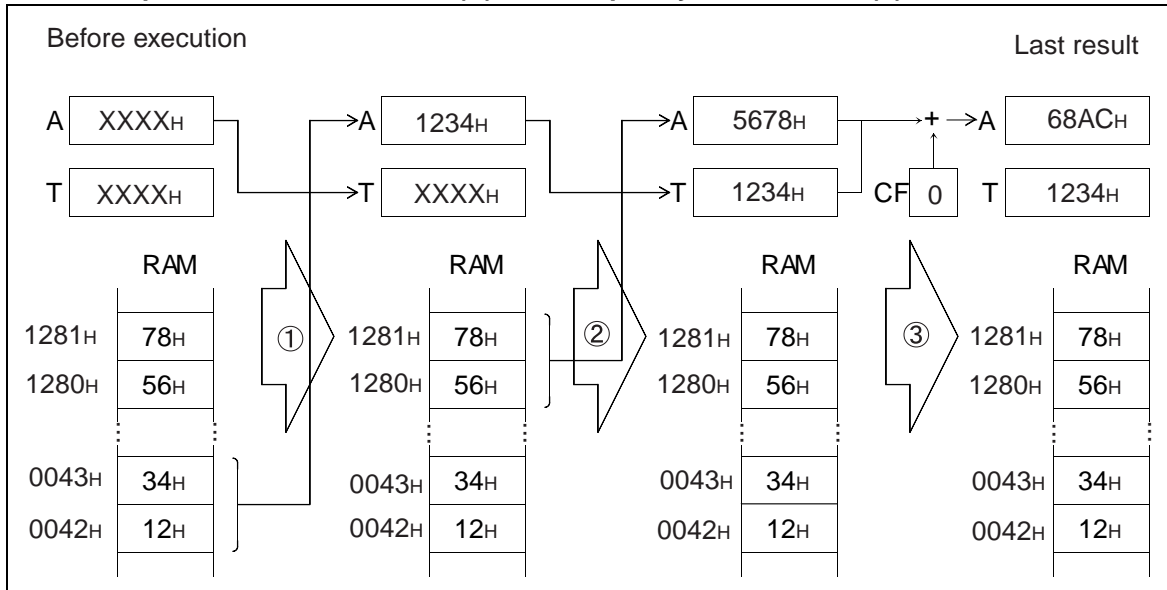 Before execution
Last result
A XXXXH A 1234H A 5678H + A 68ACH
T XXXXH T XXXXH T 1234H CF 0 T 1234H
RAM RAM RAM RAM
1281H 78H ① 1281H 78H ② 1281H 78H ③ 1281H 78H
1280H 56H 1280H 56H 1280H 56H 1280H 56H
0043H 34H 0043H 34H 0043H 34H 0043H 34H
0042H 12H 0042H 12H 0042H 12H 0042H 12H